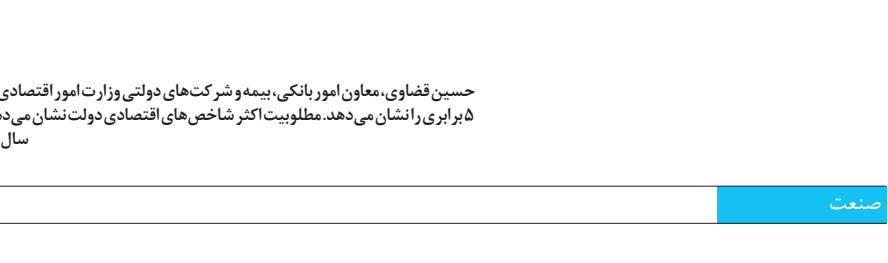 حسین قضاوی، معاون امور بانکی، بیمه و شرکت‌های دولتی وزارت امور اقتصادی
۵ برابری را نشان می‌دهد. مطلوبیت اکثر شاخص‌های اقتصادی دولت نشان
سال
صنعت